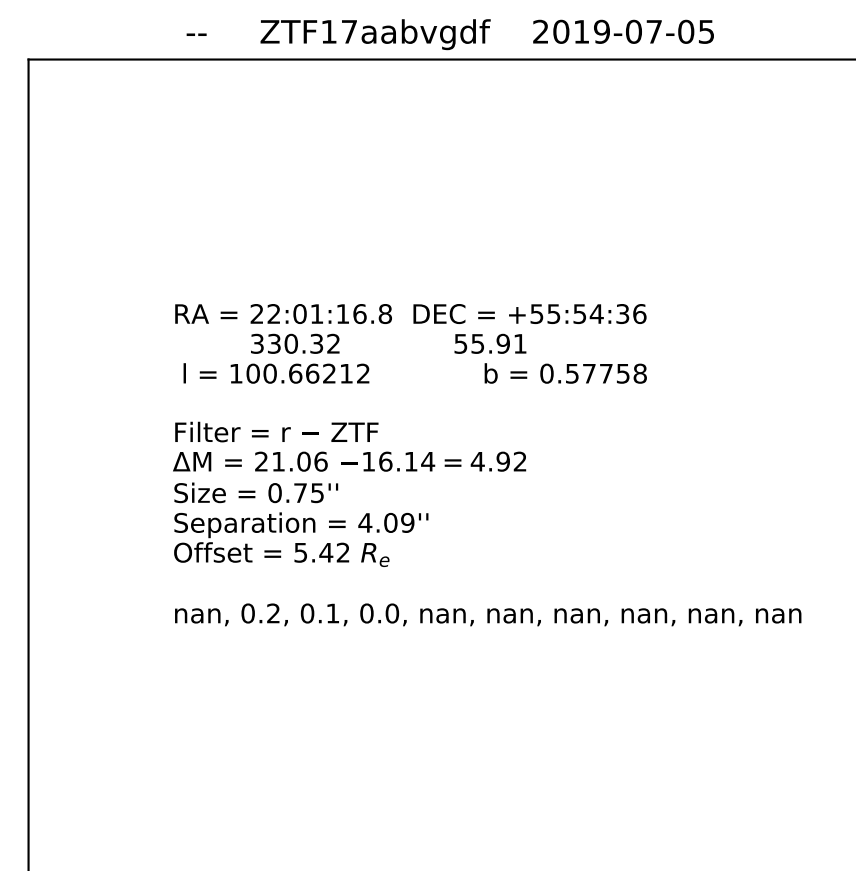 -- ZTF17aabvgdf 2019-07-05
RA = 22:01:16.8 DEC = +55:54:36
330.32 55.91
l = 100.66212 b = 0.57758
Filter = r − ZTF
ΔM = 21.06 −16.14 = 4.92
Size = 0.75''
Separation = 4.09''
Offset = 5.42 Re
nan, 0.2, 0.1, 0.0, nan, nan, nan, nan, nan, nan